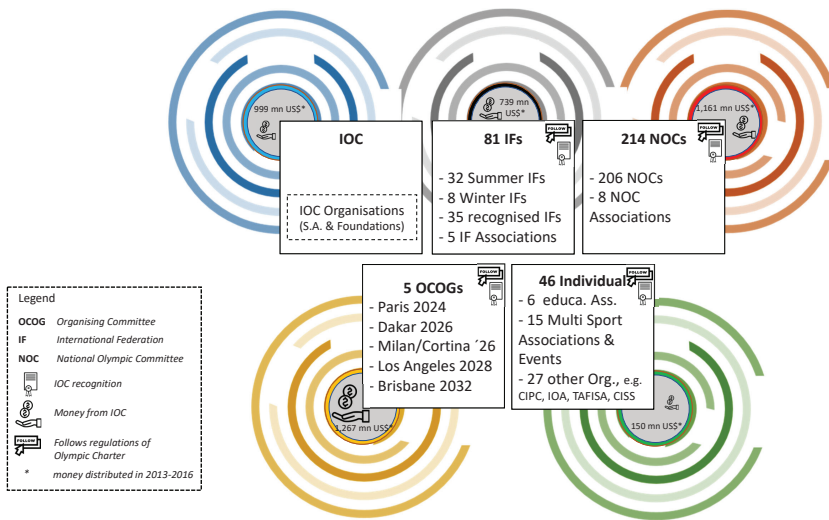 999 mn US$*
739 mn
US$*
1,161 mn US$*
IOC
IOC Organisations
(S.A. & Foundations)
FOLLOW
81 IFs
- 32 Summer IFs
- 8 Winter IFs
- 35 recognised IFs
- 5 IF Associations
FOLLOW
214 NOCs
- 206 NOCs
- 8 NOC
Associations
FOLLOW
5 OCOGs
- Paris 2024
- Dakar 2026
- Milan/Cortina ´26
- Los Angeles 2028
- Brisbane 2032
1,267 mn US$*
FOLLOW
46 Individual
- 6 educa. Ass.
- 15 Multi Sport
Associations &
Events
- 27 other Org., e.g.
CIPC, IOA, TAFISA, CISS
150 mn US$*
Legend
OCOG Organising Committee
IF International Federation
NOC National Olympic Committee
IOC recognition
Money from IOC
FOLLOW
Follows regulations of
Olympic Charter
* money distributed in 2013-2016